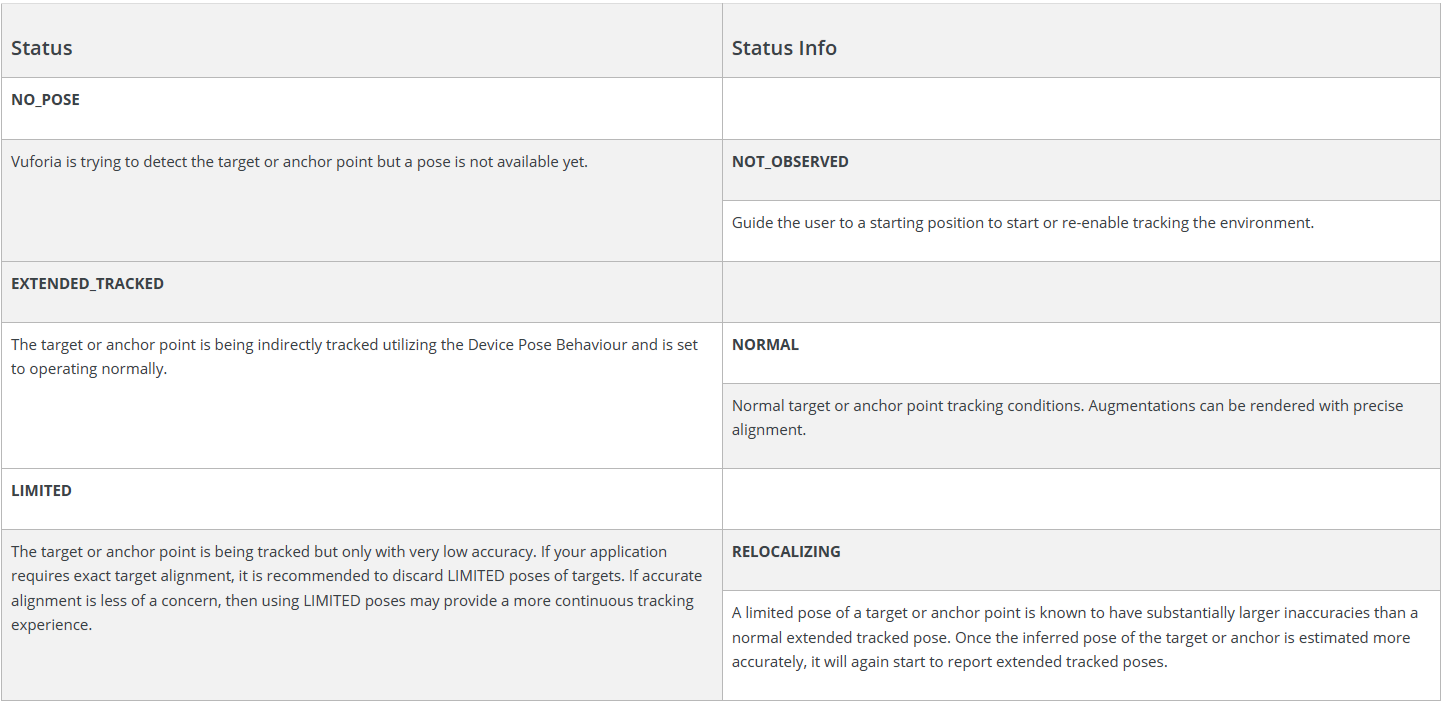 Status
Status Info
NO_POSE
Vuforia is trying to detect the target or anchor point but a pose is not available yet.
NOT_OBSERVED
Guide the user to a starting position to start or re-enable tracking the environment.
EXTENDED_TRACKED
The target or anchor point is being indirectly tracked utilizing the Device Pose Behaviour and is set
to operating normally.
NORMAL
Normal target or anchor point tracking conditions. Augmentations can be rendered with precise
alignment.
LIMITED
The target or anchor point is being tracked but only with very low accuracy. If your application
requires exact target alignment, it is recommended to discard LIMITED poses of targets. If accurate
alignment is less of a concern, then using LIMITED poses may provide a more continuous tracking
experience.
RELOCALIZING
A limited pose of a target or anchor point is known to have substantially larger inaccuracies than a
normal extended tracked pose. Once the inferred pose of the target or anchor is estimated more
accurately, it will again start to report extended tracked poses.